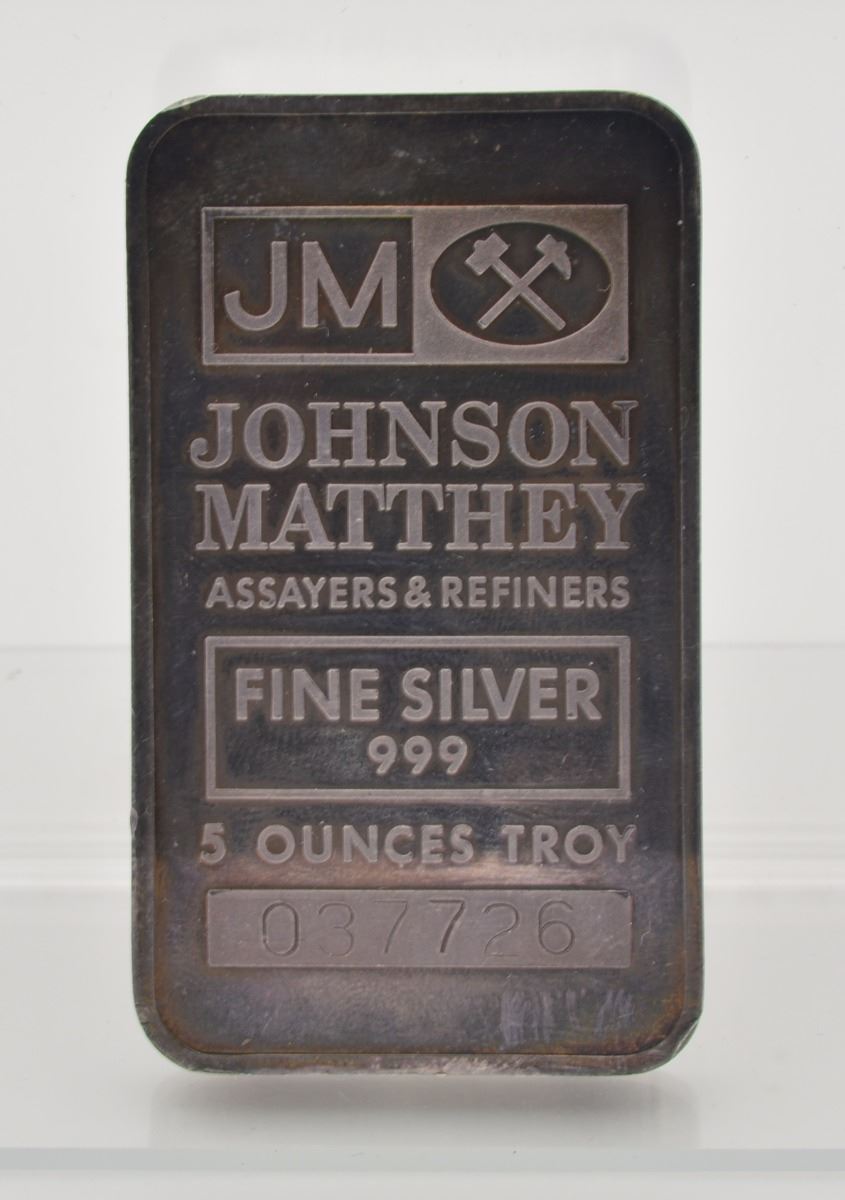 JM
JOHNSON
MATTHEY
ASSAYERS & REFINERS
FINE SILVER
999
5 OUNCES TROY
037726